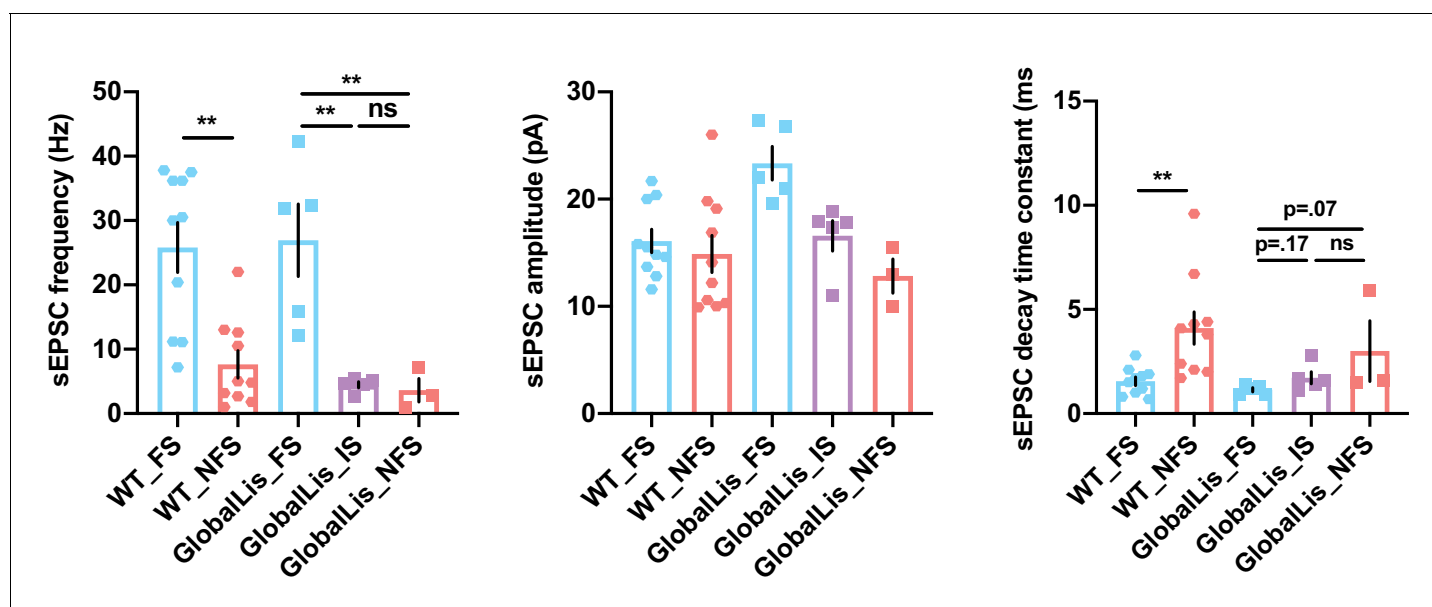 sEPSC frequency (Hz)
50
40
30
20
10
0
**
**
**
ns
WT_FS
WT_NFS
GlobalLis_FS
GlobalLis_IS
GlobalLis_NFS
sEPSC amplitude (pA)
30
20
10
0
WT_FS
WT_NFS
GlobalLis_FS
GlobalLis_IS
GlobalLis_NFS
sEPSC decay time constant (ms
15
10
5
0
**
p=.07
p=.17
ns
WT_FS
WT_NFS
GlobalLis_FS
GlobalLis_IS
GlobalLis_NFS